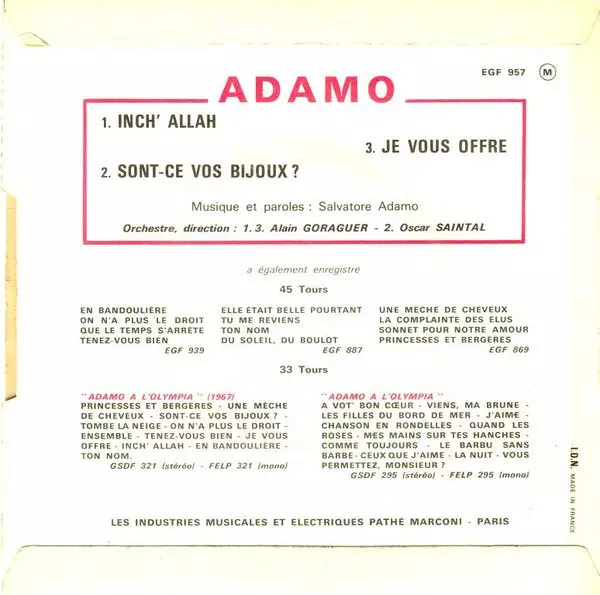 EGF 957 M
ADAMO
1. INCH' ALLAH
3. JE VOUS OFFRE
2. SONT-CE VOS BIJOUX ?
Musique et paroles : Salvatore Adamo
Orchestre, direction : 1. 3. Alain GORAGUER - 2. Oscar SAINTAL
a également enregistré
45 Tours
EN BANDOULIÈRE
ON N'A PLUS LE DROIT
QUE LE TEMPS S'ARRÊTE
TENEZ-VOUS BIEN
EGF 939
ELLE ÉTAIT BELLE POURTANT
TU ME REVIENS
TON NOM
DU SOLEIL, DU BOULOT
EGF 887
UNE MÈCHE DE CHEVEUX
LA COMPLAINTE DES ÉLUS
SONNET POUR NOTRE AMOUR
PRINCESSES ET BERGÈRES
EGF 869
33 Tours
"ADAMO A L'OLYMPIA" (1967)
PRINCESSES ET BERGÈRES - UNE MÈCHE
DE CHEVEUX - SONT-CE VOS BIJOUX ? -
TOMBE LA NEIGE - ON N'A PLUS LE DROIT -
ENSEMBLE - TENEZ-VOUS BIEN - JE VOUS
OFFRE - INCH' ALLAH - EN BANDOULIÈRE -
TON NOM.
GSDF 321 (stéréo) - FELP 321 (mono)
"ADAMO A L'OLYMPIA"
A VOT' BON CŒUR - VIENS, MA BRUNE -
LES FILLES DU BORD DE MER - J'AIME -
CHANSON EN RONDELLES - QUAND LES
ROSES - MES MAINS SUR TES HANCHES -
COMME TOUJOURS - LE BARBU SANS
BARBE - CEUX QUE J'AIME - LA NUIT - VOUS
PERMETTEZ, MONSIEUR ?
GSDF 295 (stéréo) - FELP 295 (mono)
LES INDUSTRIES MUSICALES ET ELECTRIQUES PATHÉ MARCONI - PARIS
I.D.N. MADE IN FRANCE